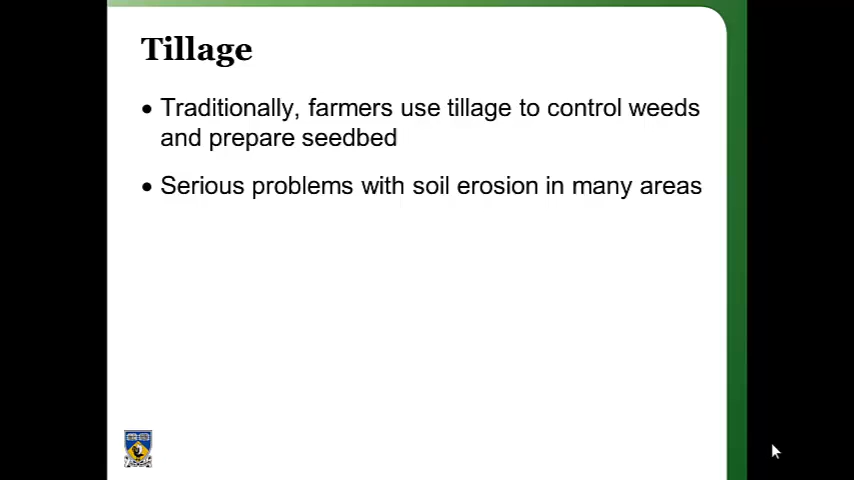 Tillage
• Traditionally, farmers use tillage to control weeds
and prepare seedbed
• Serious problems with soil erosion in many areas